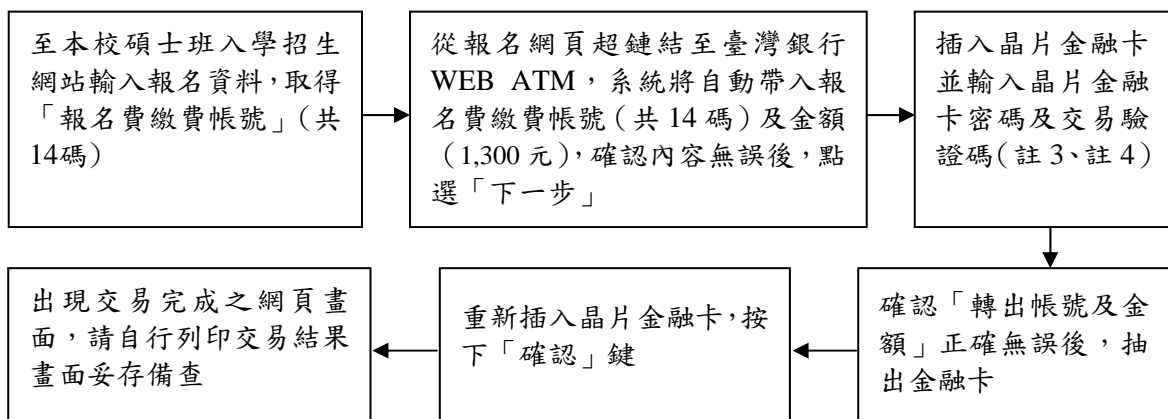 至本校碩士班入學招生
網站輸入報名資料,取得
「報名費繳費帳號」(共
14碼)
從報名網頁超鏈結至臺灣銀行
WEB ATM,系統將自動帶入報
名費繳費帳號(共 14 碼)及金額
(1,300 元),確認內容無誤後,點
選「下一步」
插入晶片金融卡
並輸入晶片金融
卡密碼及交易驗
證碼(註 3、註 4)
確認「轉出帳號及金
額」正確無誤後,抽
出金融卡
重新插入晶片金融卡,按
下「確認」鍵
出現交易完成之網頁畫
面,請自行列印交易結果
畫面妥存備查